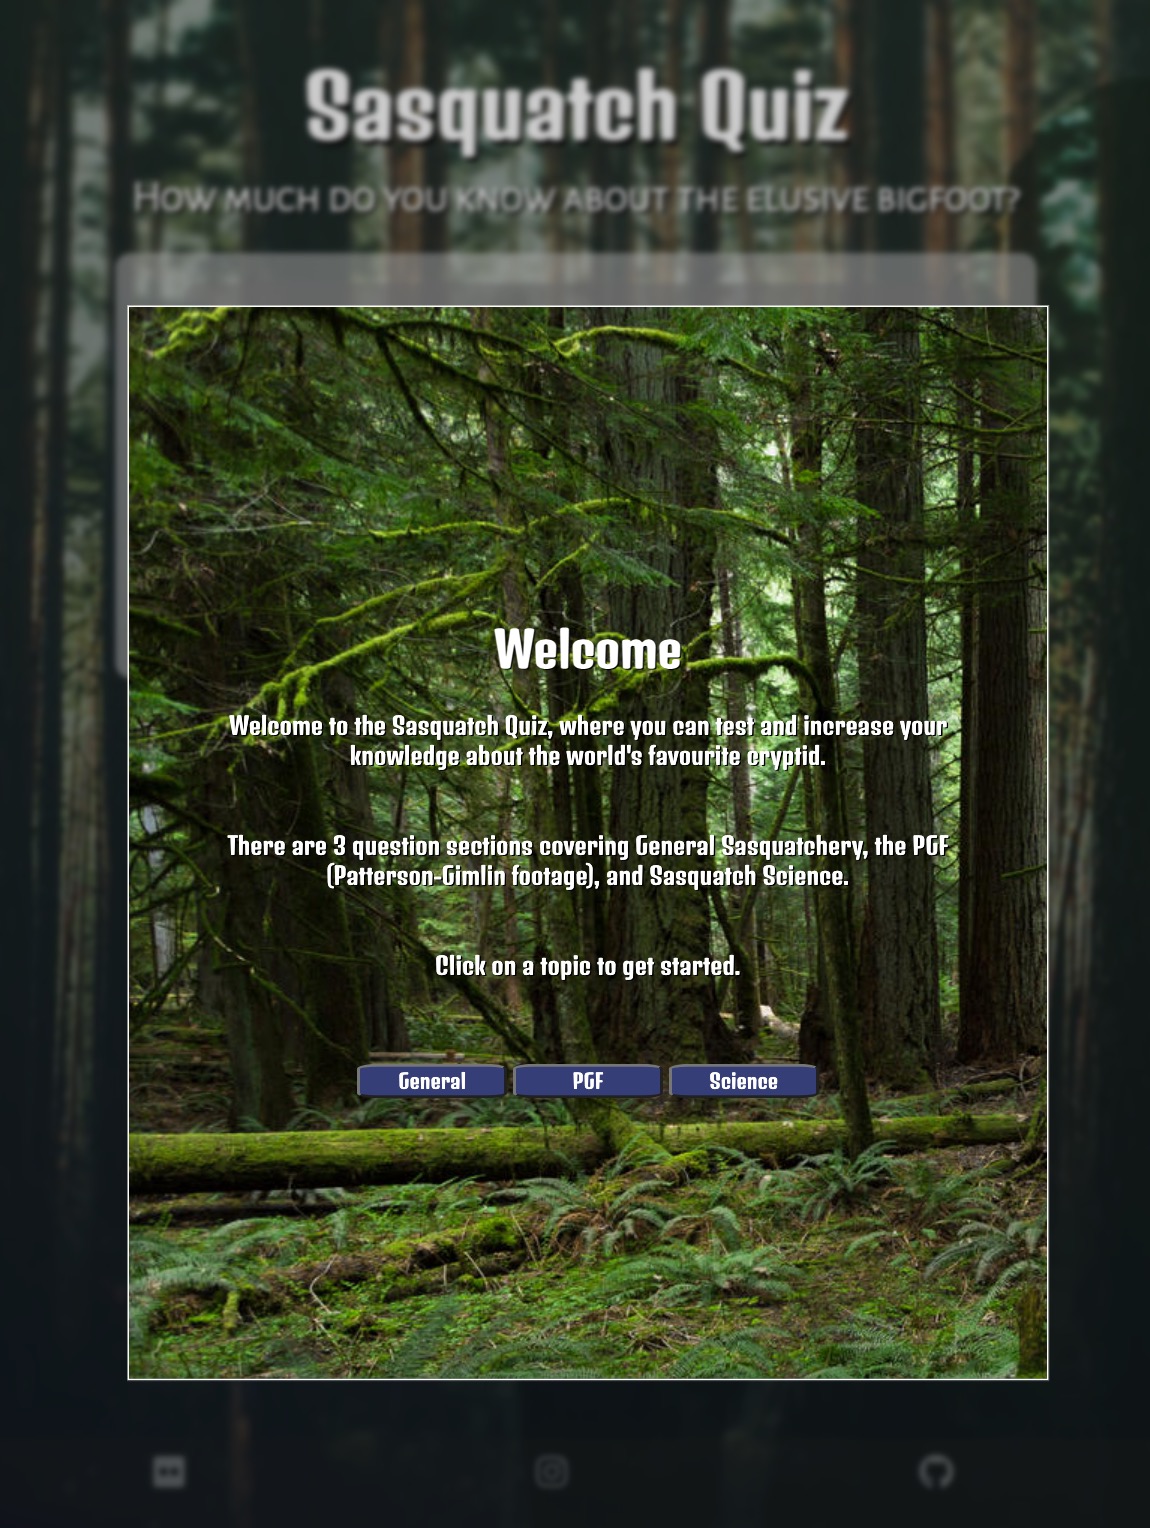 Sasquatch Quiz
How much do you know about the elusive bigfoot?
Welcome
Welcome to the Sasquatch Quiz, where you can test and increase your
knowledge about the world's favourite cryptid.
There are 3 question sections covering General Sasquatchery, the PGF
(Patterson-Gimlin footage), and Sasquatch Science.
Click on a topic to get started.
General PGF Science